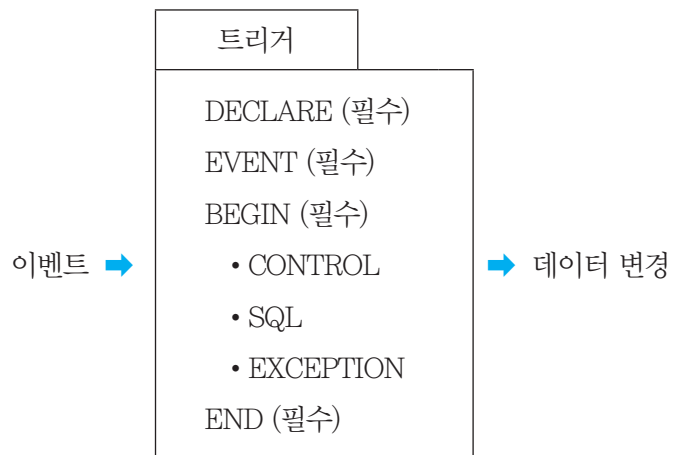 트리거
DECLARE (필수)
EVENT (필수)
BEGIN (필수)
이벤트 ➡ • CONTROL ➡ 데이터 변경
• SQL
• EXCEPTION
END (필수)